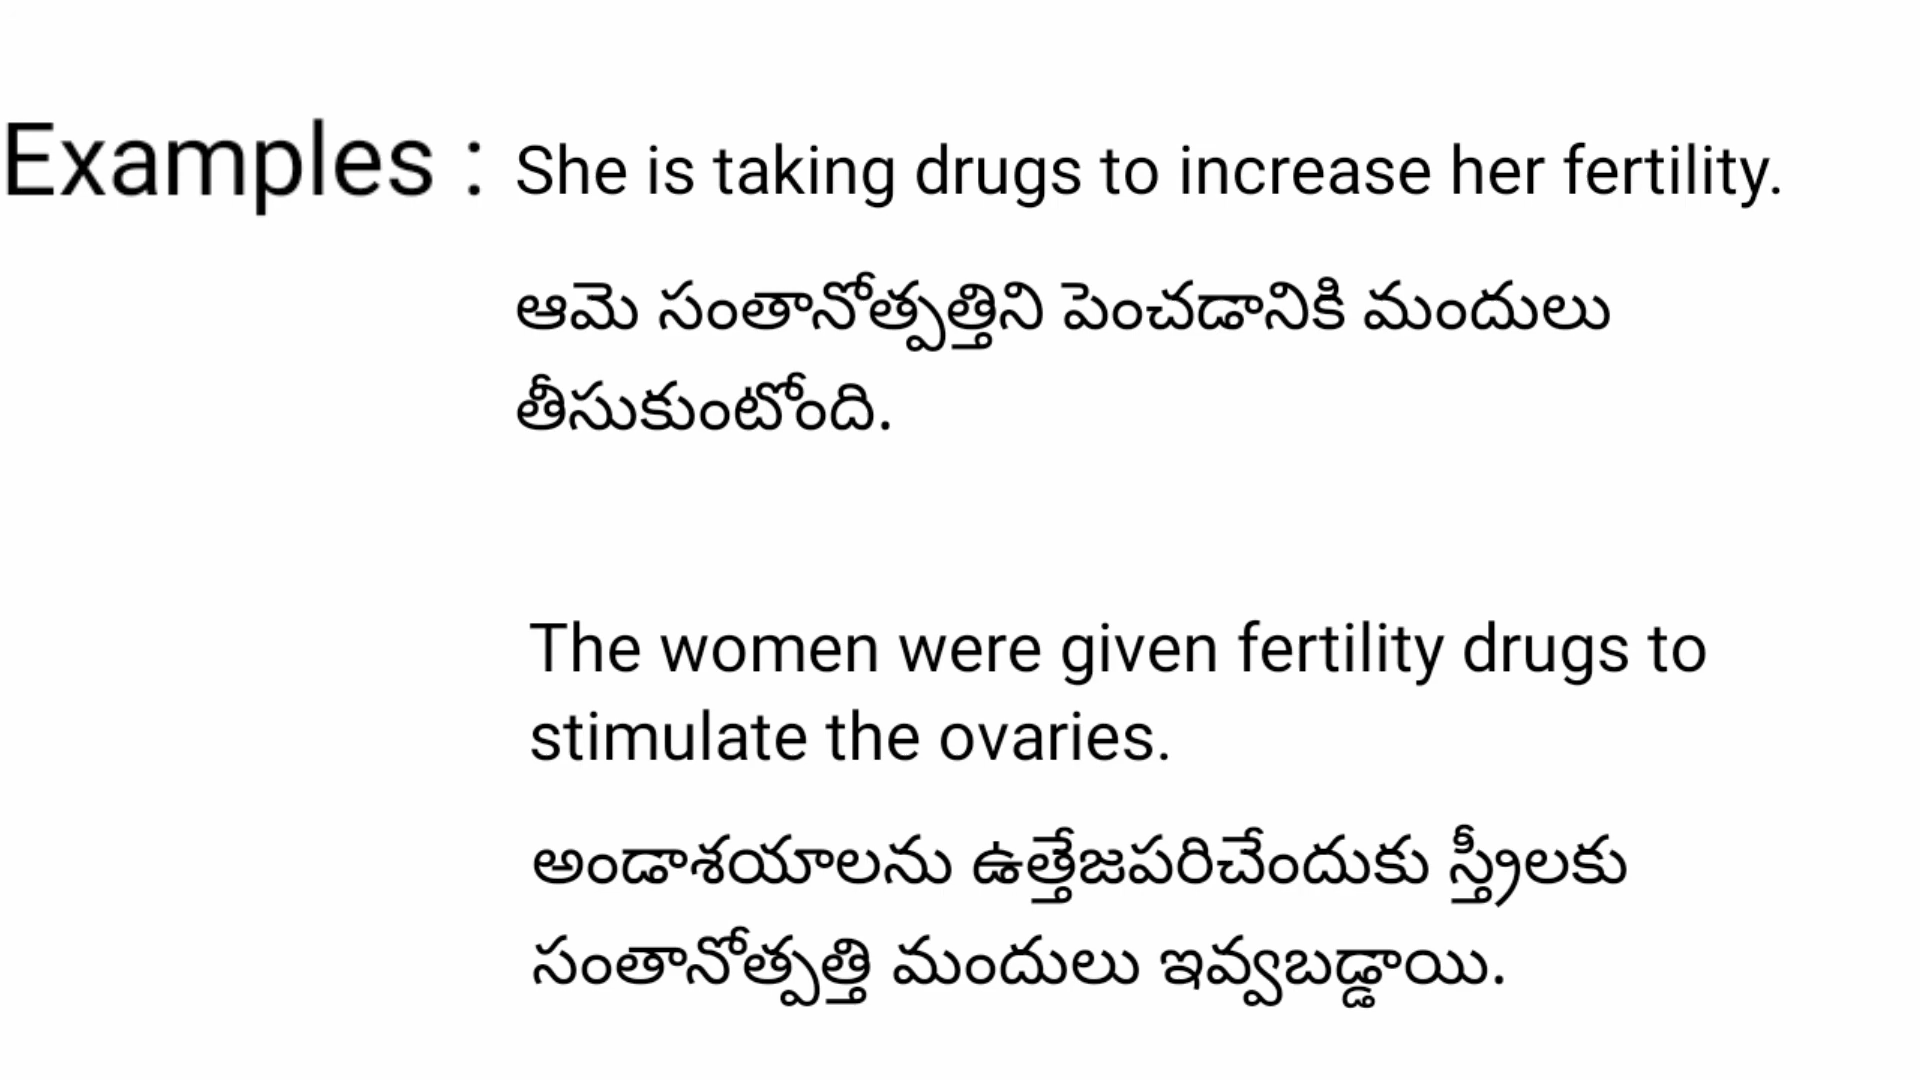 Examples : She is taking drugs to increase her fertility.
ఆమె సంతానోత్పత్తిని పెంచడానికి మందులు
తీసుకుంటోంది.
The women were given fertility drugs to
stimulate the ovaries.
అండాశయాలను ఉత్తేజపరిచేందుకు స్త్రీలకు
సంతానోత్పత్తి మందులు ఇవ్వబడ్డాయి.